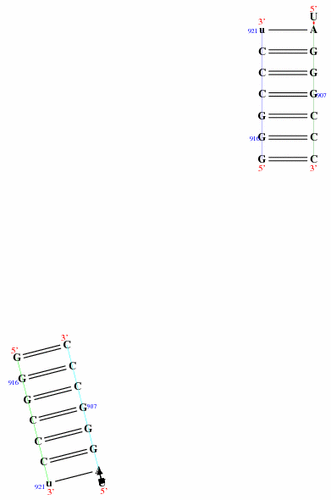 5'
3' U
921 u A
C G
C G
C G 907
G C
916 G C
G C
5' 3'
3'
5' C
G C
916 G C
G G 907
C G
C G
C
921 u
3' 5'